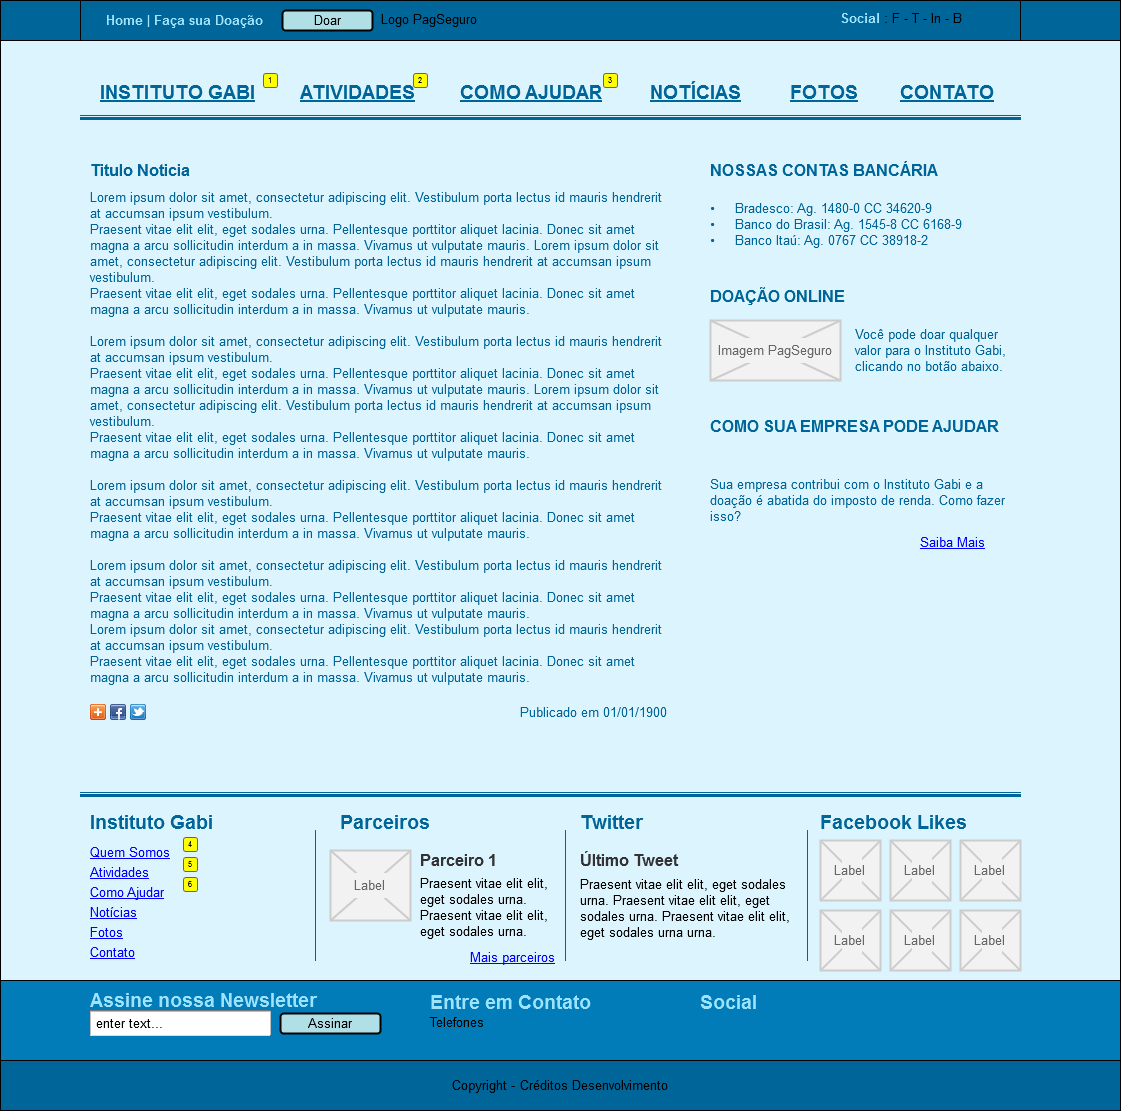 Home | Faça sua Doação
Doar
Logo PagSeguro
Social : F - T - In - B
INSTITUTO GABI 1
ATIVIDADES 2
COMO AJUDAR 3
NOTÍCIAS
FOTOS
CONTATO
Titulo Noticia
Lorem ipsum dolor sit amet, consectetur adipiscing elit. Vestibulum porta lectus id mauris hendrerit
at accumsan ipsum vestibulum.
Praesent vitae elit elit, eget sodales urna. Pellentesque porttitor aliquet lacinia. Donec sit amet
magna a arcu sollicitudin interdum a in massa. Vivamus ut vulputate mauris. Lorem ipsum dolor sit
amet, consectetur adipiscing elit. Vestibulum porta lectus id mauris hendrerit at accumsan ipsum
vestibulum.
Praesent vitae elit elit, eget sodales urna. Pellentesque porttitor aliquet lacinia. Donec sit amet
magna a arcu sollicitudin interdum a in massa. Vivamus ut vulputate mauris.
Lorem ipsum dolor sit amet, consectetur adipiscing elit. Vestibulum porta lectus id mauris hendrerit
at accumsan ipsum vestibulum.
Praesent vitae elit elit, eget sodales urna. Pellentesque porttitor aliquet lacinia. Donec sit amet
magna a arcu sollicitudin interdum a in massa. Vivamus ut vulputate mauris. Lorem ipsum dolor sit
amet, consectetur adipiscing elit. Vestibulum porta lectus id mauris hendrerit at accumsan ipsum
vestibulum.
Praesent vitae elit elit, eget sodales urna. Pellentesque porttitor aliquet lacinia. Donec sit amet
magna a arcu sollicitudin interdum a in massa. Vivamus ut vulputate mauris.
Lorem ipsum dolor sit amet, consectetur adipiscing elit. Vestibulum porta lectus id mauris hendrerit
at accumsan ipsum vestibulum.
Praesent vitae elit elit, eget sodales urna. Pellentesque porttitor aliquet lacinia. Donec sit amet
magna a arcu sollicitudin interdum a in massa. Vivamus ut vulputate mauris.
Lorem ipsum dolor sit amet, consectetur adipiscing elit. Vestibulum porta lectus id mauris hendrerit
at accumsan ipsum vestibulum.
Praesent vitae elit elit, eget sodales urna. Pellentesque porttitor aliquet lacinia. Donec sit amet
magna a arcu sollicitudin interdum a in massa. Vivamus ut vulputate mauris.
Lorem ipsum dolor sit amet, consectetur adipiscing elit. Vestibulum porta lectus id mauris hendrerit
at accumsan ipsum vestibulum.
Praesent vitae elit elit, eget sodales urna. Pellentesque porttitor aliquet lacinia. Donec sit amet
magna a arcu sollicitudin interdum a in massa. Vivamus ut vulputate mauris.
Publicado em 01/01/1900
NOSSAS CONTAS BANCÁRIA
• Bradesco: Ag. 1480-0 CC 34620-9
• Banco do Brasil: Ag. 1545-8 CC 6168-9
• Banco Itaú: Ag. 0767 CC 38918-2
DOAÇÃO ONLINE
Imagem PagSeguro
Você pode doar qualquer
valor para o Instituto Gabi,
clicando no botão abaixo.
COMO SUA EMPRESA PODE AJUDAR
Sua empresa contribui com o Instituto Gabi e a
doação é abatida do imposto de renda. Como fazer
isso?
Saiba Mais
Instituto Gabi
Quem Somos 4
Atividades 5
Como Ajudar 6
Notícias
Fotos
Contato
Parceiros
Label
Parceiro 1
Praesent vitae elit elit,
eget sodales urna.
Praesent vitae elit elit,
eget sodales urna.
Mais parceiros
Twitter
Último Tweet
Praesent vitae elit elit, eget sodales
urna. Praesent vitae elit elit, eget
sodales urna. Praesent vitae elit elit,
eget sodales urna urna.
Facebook Likes
Label Label Label
Label Label Label
Assine nossa Newsletter
enter text...
Assinar
Entre em Contato
Telefones
Social
Copyright - Créditos Desenvolvimento